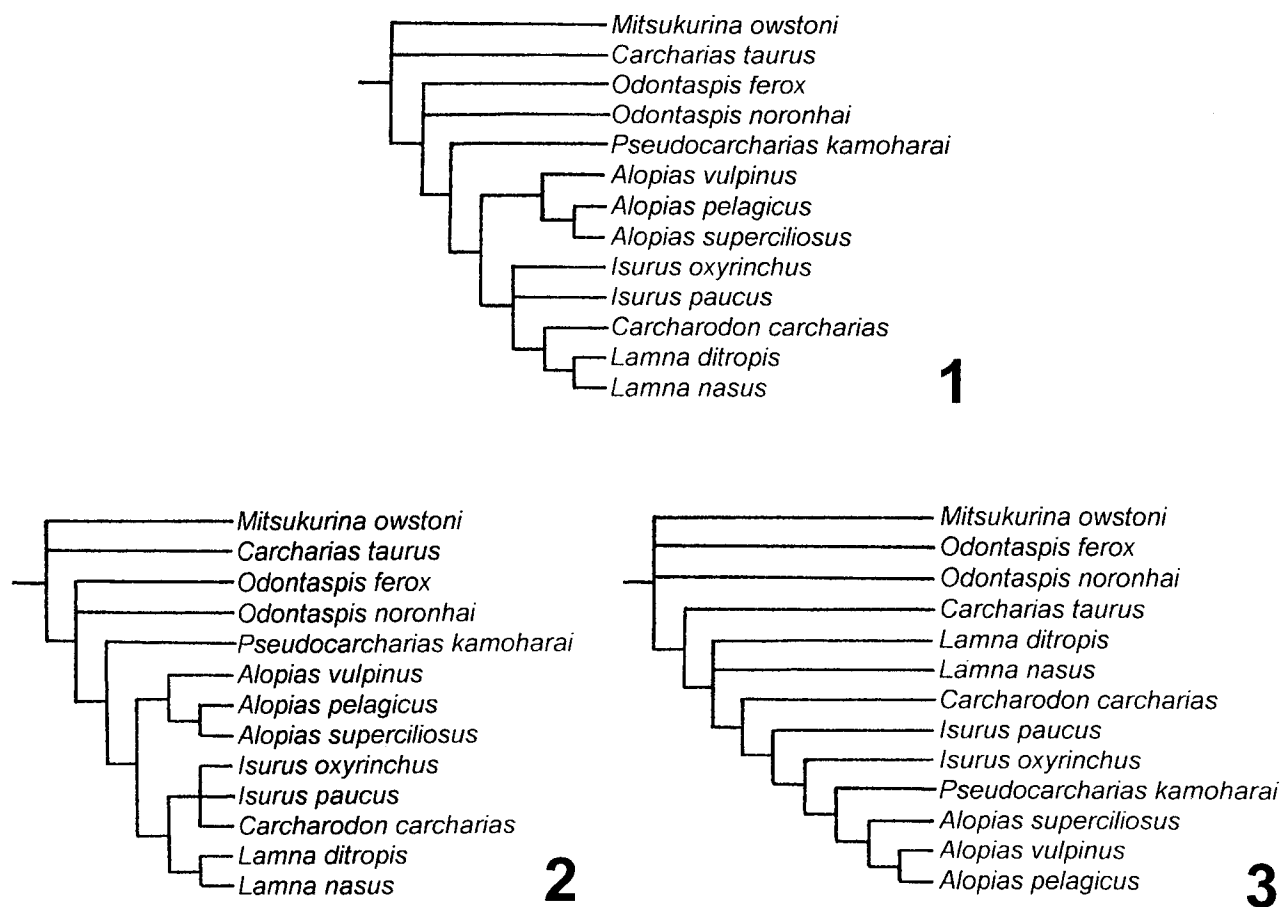 Mitsukurina owstoni
Carcharias taurus
Odontaspis ferox
Odontaspis noronhai
Pseudocarcharias kamoharai
Alopias vulpinus
Alopias pelagicus
Alopias superciliosus
Isurus oxyrinchus
Isurus paucus
Carcharodon carcharias
Lamna ditropis
Lamna nasus
1
Mitsukurina owstoni
Carcharias taurus
Odontaspis ferox
Odontaspis noronhai
Pseudocarcharias kamoharai
Alopias vulpinus
Alopias pelagicus
Alopias superciliosus
Isurus oxyrinchus
Isurus paucus
Carcharodon carcharias
Lamna ditropis
Lamna nasus
2
Mitsukurina owstoni
Odontaspis ferox
Odontaspis noronhai
Carcharias taurus
Lamna ditropis
Lamna nasus
Carcharodon carcharias
Isurus paucus
Isurus oxyrinchus
Pseudocarcharias kamoharai
Alopias superciliosus
Alopias vulpinus
Alopias pelagicus
3